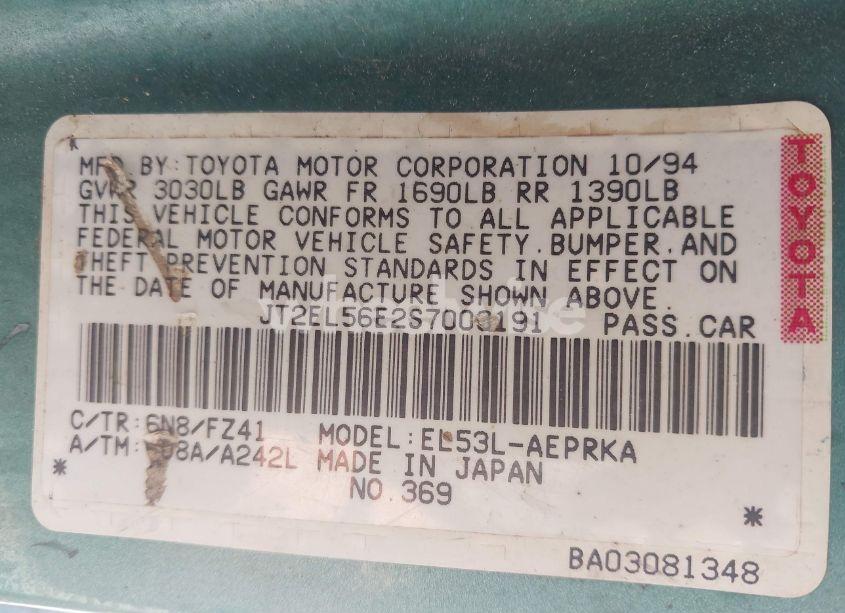 MFD BY: TOYOTA MOTOR CORPORATION 10/94
GVWR 3030LB GAWR FR 1690LB RR 1390LB
THIS VEHICLE CONFORMS TO ALL APPLICABLE
FEDERAL MOTOR VEHICLE SAFETY. BUMPER. AND
THEFT PREVENTION STANDARDS IN EFFECT ON
THE DATE OF MANUFACTURE SHOWN ABOVE.
PASS. CAR
C/TR: 6N8/FZ41 MODEL: EL53L-AEPRKA
A/TM: /A242L MADE IN JAPAN
NO. 369
BA03081348
TOYOTA